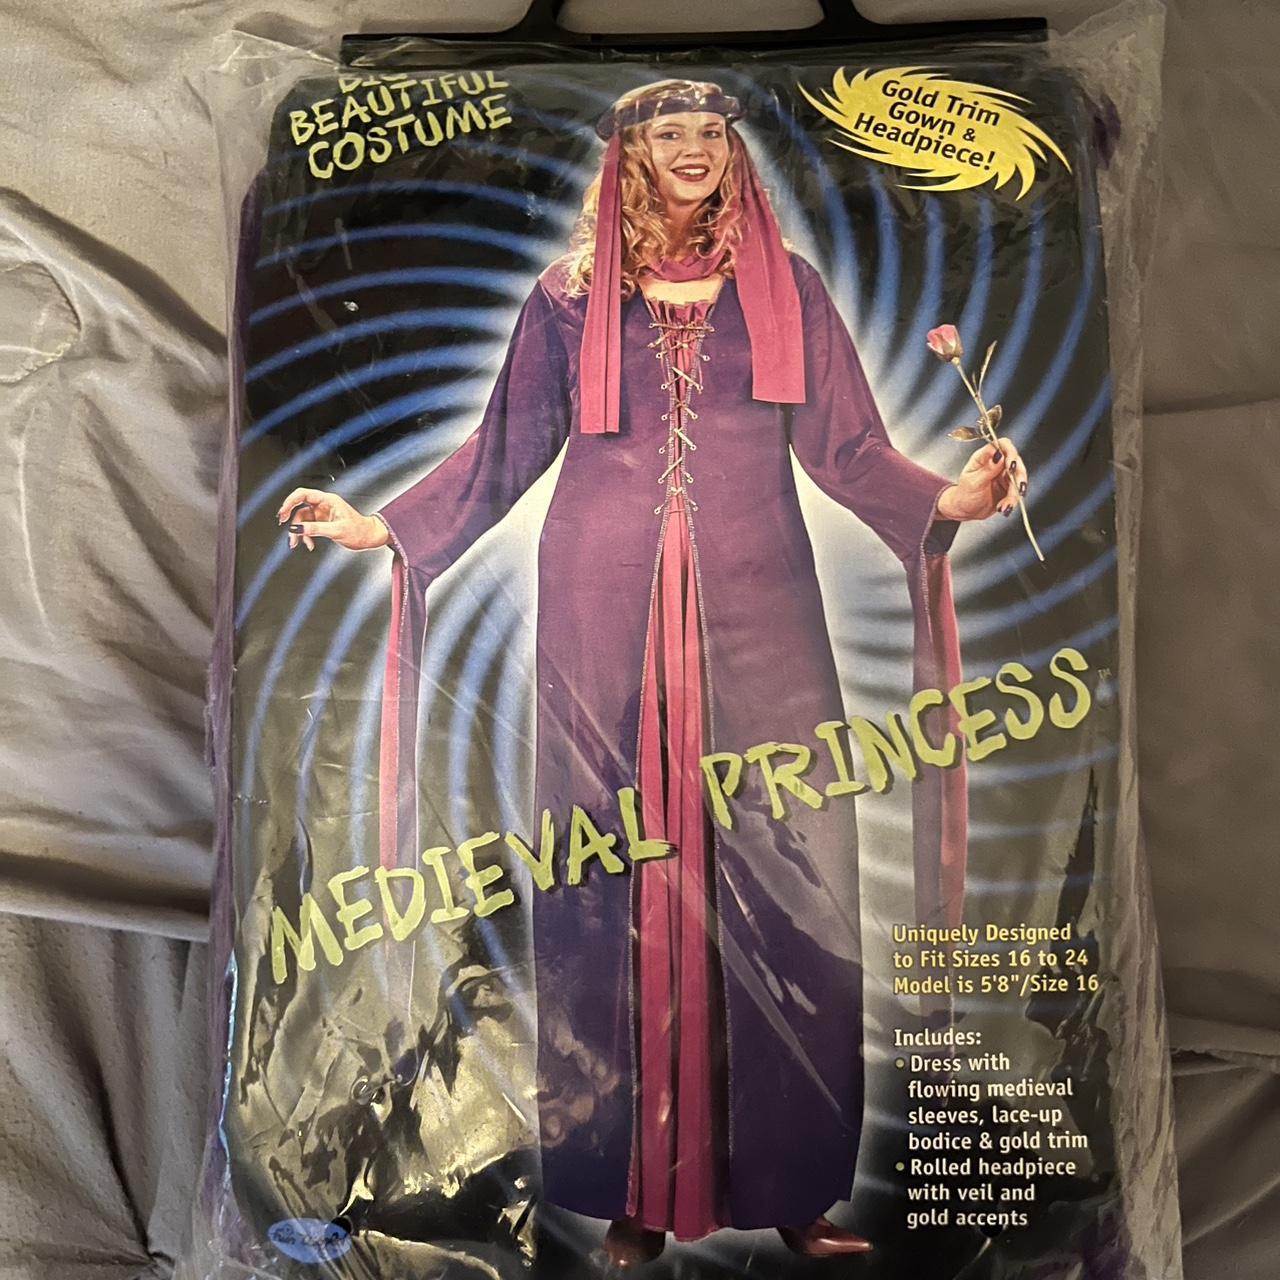 BIG
BEAUTIFUL
COSTUME
Gold Trim
Gown &
Headpiece!
MEDIEVAL PRINCESS™
Uniquely Designed
to Fit Sizes 16 to 24
Model is 5'8"/Size 16
Includes:
• Dress with
flowing medieval
sleeves, lace-up
bodice & gold trim
• Rolled headpiece
with veil and
gold accents